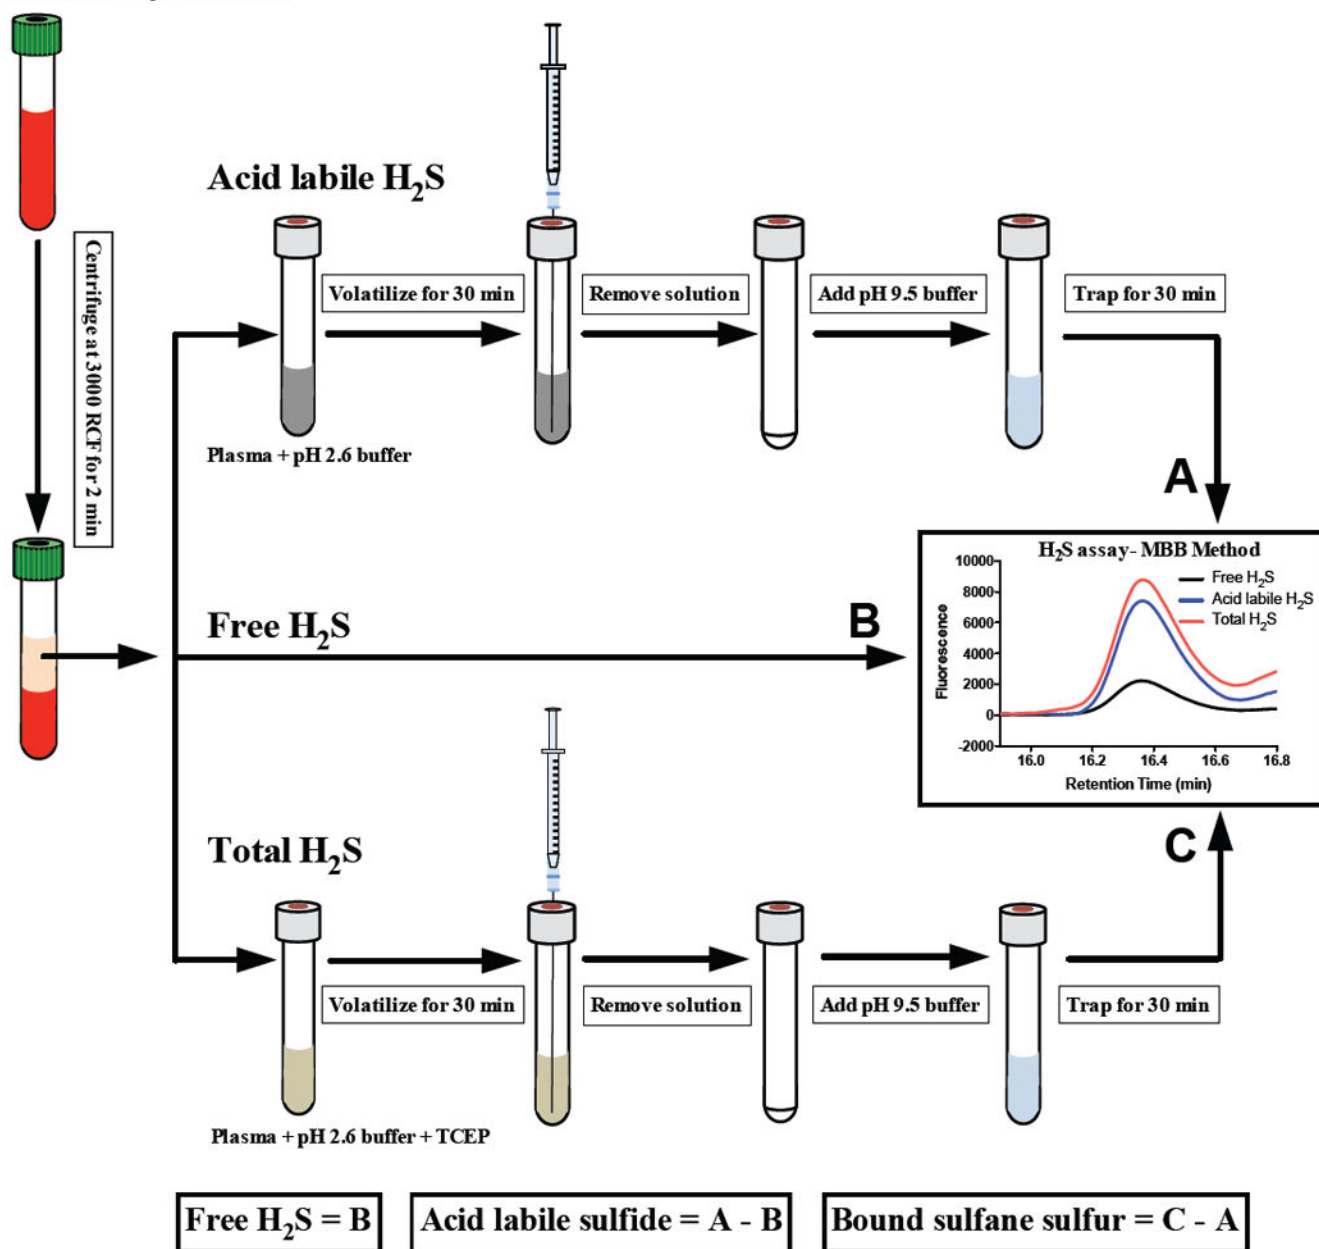 Acid labile H₂S
Centrifuge at 3000 RCF for 2 min
Volatilize for 30 min
Remove solution
Add pH 9.5 buffer
Trap for 30 min
Plasma + pH 2.6 buffer
A
H₂S assay- MBB Method
10000
8000
6000
4000
2000
0
-2000
Fluorescence
Free H₂S
Acid labile H₂S
Total H₂S
16.0 16.2 16.4 16.6 16.8
Retention Time (min)
Free H₂S
B
Total H₂S
C
Volatilize for 30 min
Remove solution
Add pH 9.5 buffer
Trap for 30 min
Plasma + pH 2.6 buffer + TCEP
Free H₂S = B
Acid labile sulfide = A - B
Bound sulfane sulfur = C - A